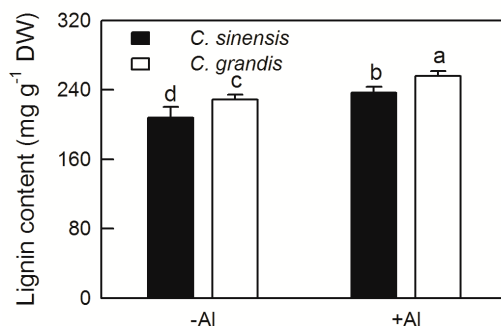 Lignin content (mg g⁻¹ DW)
320
240
160
80
0
C. sinensis
C. grandis
d
c
b
a
-Al
+Al